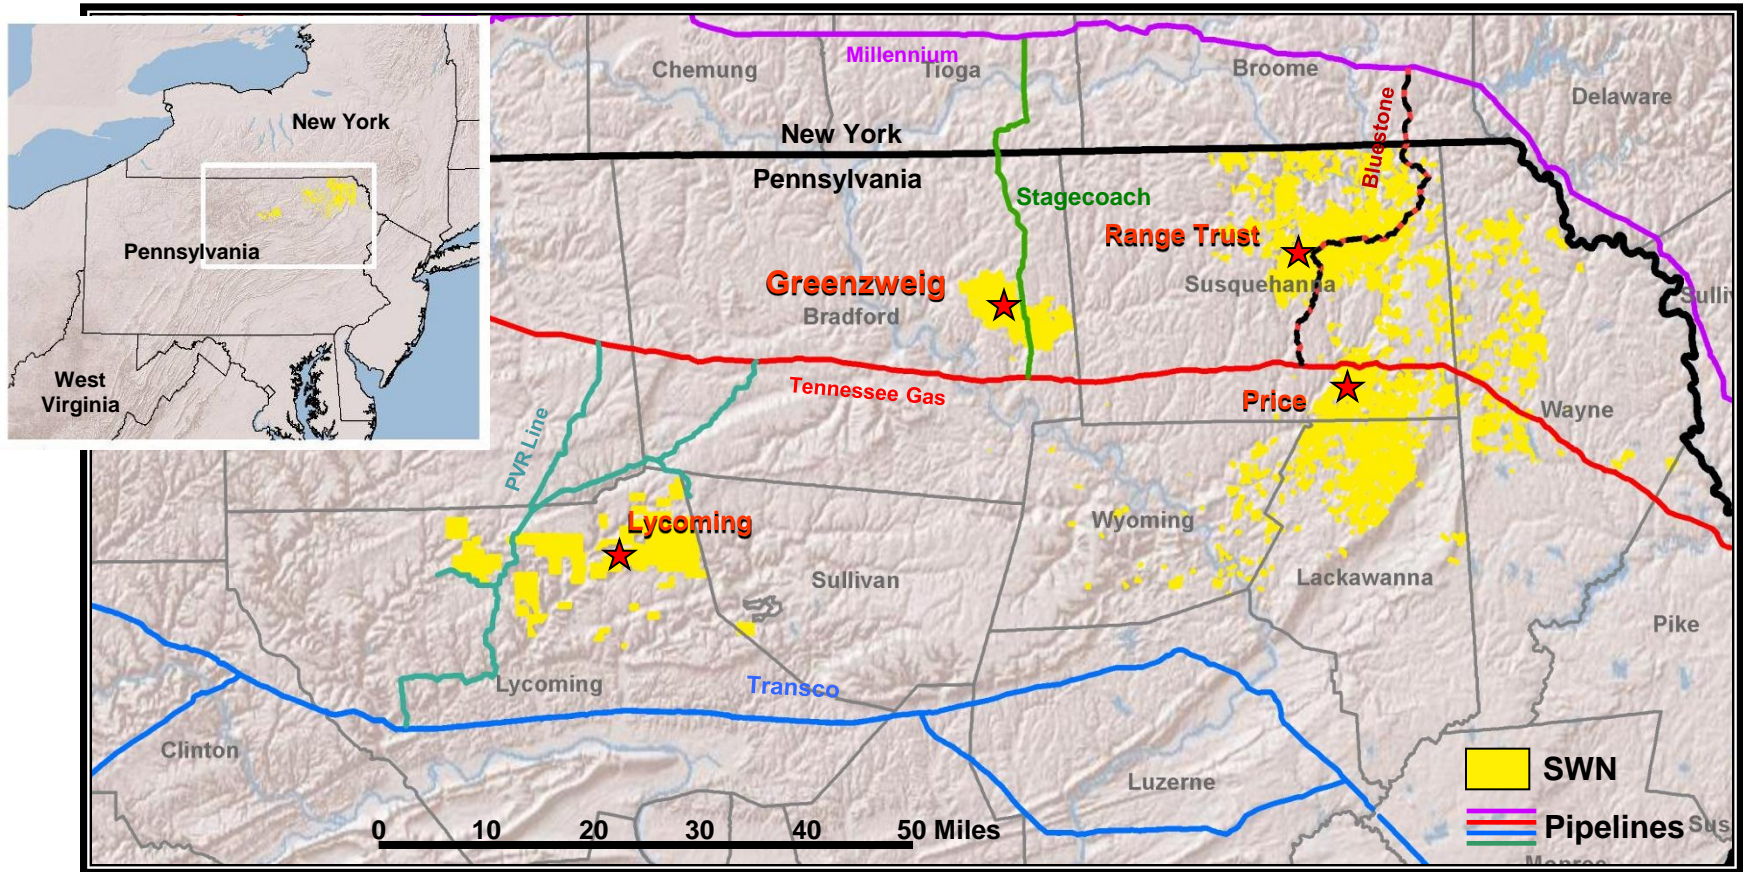 New York
Pennsylvania
West
Virginia
Millennium
Chemung
Tioga
Broome
Delaware
New York
Pennsylvania
Bluestone
Stagecoach
Range Trust
Susquehanna
Greenzweig
Bradford
Tennessee Gas
Price
Wayne
PVR Line
Lycoming
Wyoming
Sullivan
Lackawanna
Pike
Lycoming
Transco
Clinton
Luzerne
SWN
0 10 20 30 40 50 Miles
Pipelines